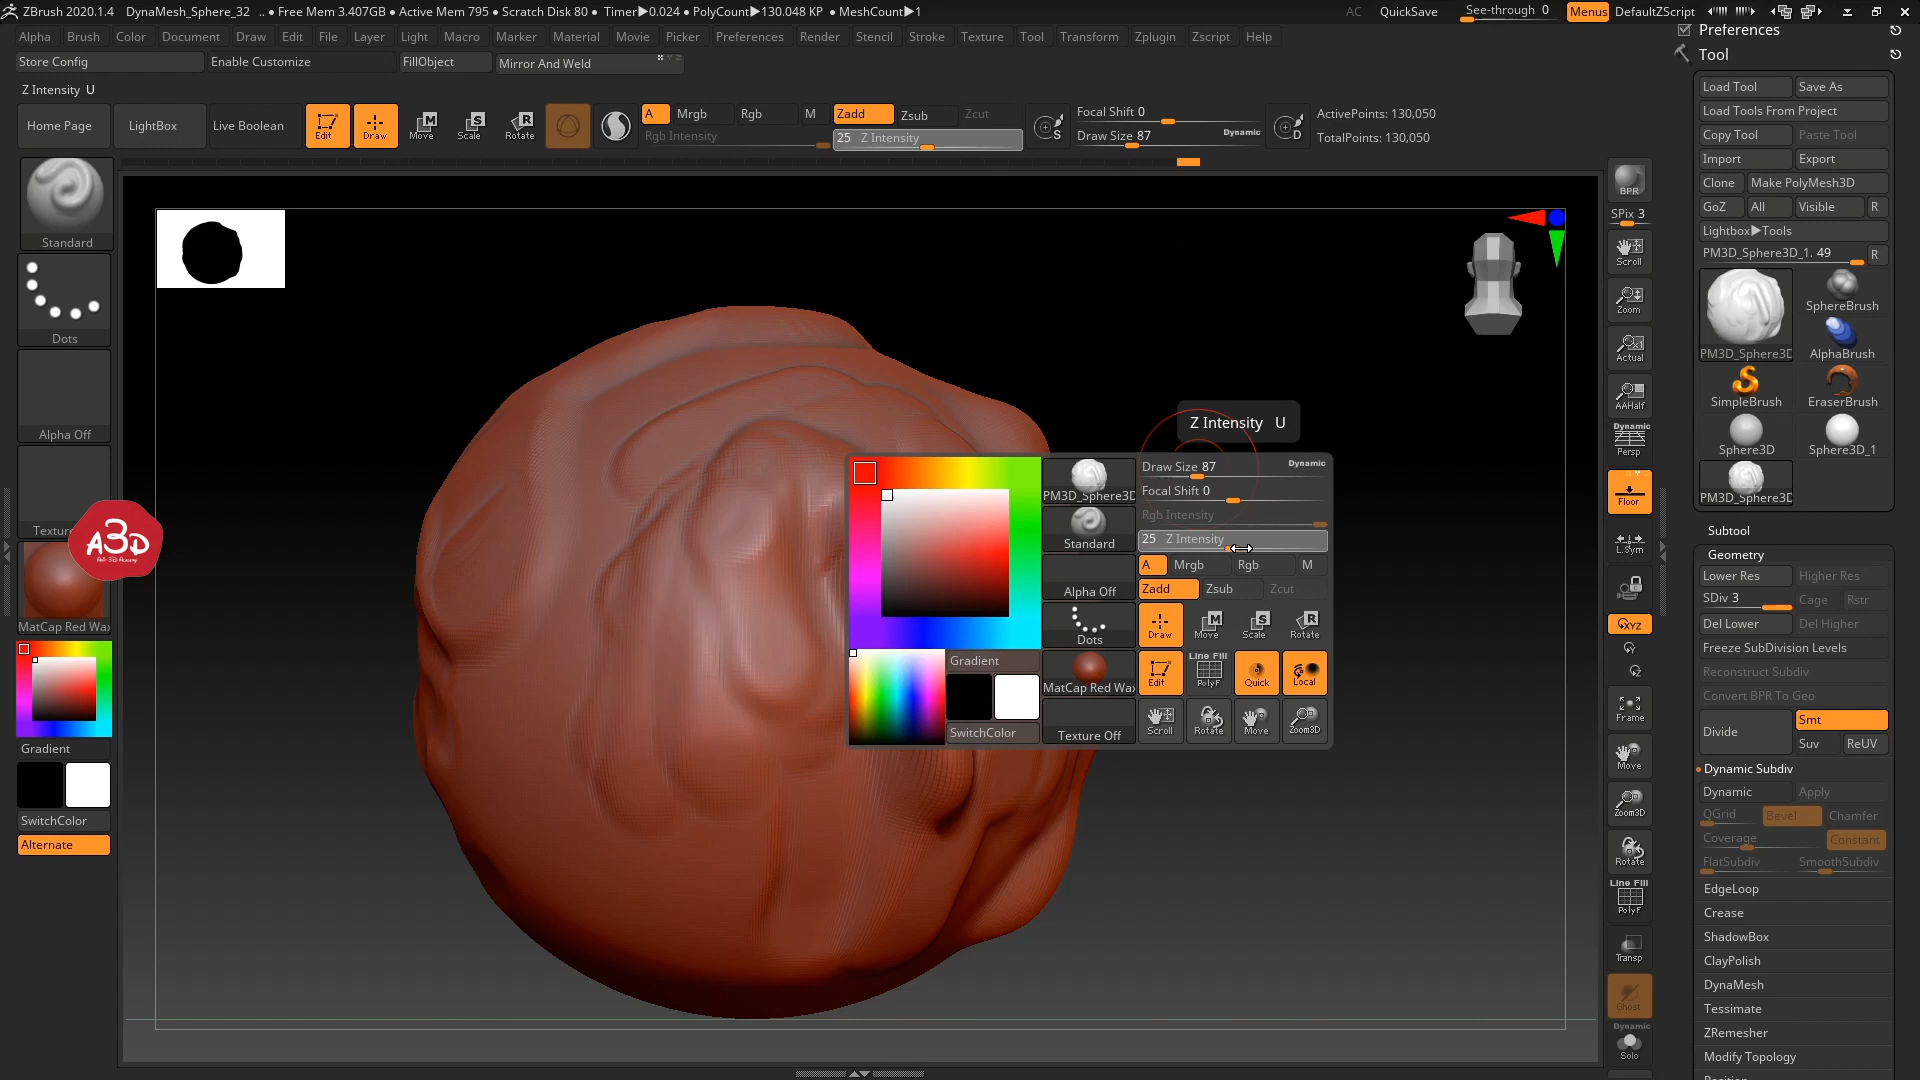 ZBrush 2020.1.4 DynaMesh_Sphere_32 .. • Free Mem 3.407GB • Active Mem 795 • Scratch Disk 80 • Timer▶0.024 • PolyCount▶130.048 KP • MeshCount▶1 AC QuickSave See-through 0 Menus DefaultZScript
Alpha Brush Color Document Draw Edit File Layer Light Macro Marker Material Movie Picker Preferences Render Stencil Stroke Texture Tool Transform Zplugin Zscript Help
Store Config Enable Customize FillObject Mirror And Weld
Z Intensity U
Home Page LightBox Live Boolean Edit Draw Move Scale Rotate
A Mrgb Rgb M Zadd Zsub Zcut
Rgb Intensity 25 Z Intensity
Focal Shift 0
Draw Size 87 Dynamic
S
D
ActivePoints: 130,050
TotalPoints: 130,050
Standard
Dots
Alpha Off
Textur
A3D
MatCap Red Wax
Gradient
SwitchColor
Alternate
Z Intensity U
PM3D_Sphere3D
Standard
Alpha Off
Dots
MatCap Red Wax
Texture Off
Gradient
SwitchColor
Draw Size 87 Dynamic
Focal Shift 0
Rgb Intensity
25 Z Intensity
A Mrgb Rgb M
Zadd Zsub Zcut
Draw Move Scale Rotate
Line Fill
Edit PolyF Quick Local
Scroll Rotate Move Zoom3D
BPR
SPix 3
Scroll
Zoom
Actual
AAHalf
Dynamic
Persp
Floor
L.Sym
XYZ
Frame
Move
Zoom3D
Rotate
Line Fill
PolyF
Transp
Ghost
Dynamic
Solo
Preferences
Tool
Load Tool Save As
Load Tools From Project
Copy Tool Paste Tool
Import Export
Clone Make PolyMesh3D
GoZ All Visible R
Lightbox▶Tools
PM3D_Sphere3D_1. 49 R
PM3D_Sphere3D
SphereBrush
AlphaBrush
SimpleBrush EraserBrush
Sphere3D Sphere3D_1
PM3D_Sphere3D
Subtool
Geometry
Lower Res Higher Res
SDiv 3 Cage Rstr
Del Lower Del Higher
Freeze SubDivision Levels
Reconstruct Subdiv
Convert BPR To Geo
Divide Smt
Suv ReUV
Dynamic Subdiv
Dynamic Apply
QGrid Bevel Chamfer
Coverage Constant
FlatSubdiv SmoothSubdiv
EdgeLoop
Crease
ShadowBox
ClayPolish
DynaMesh
Tessimate
ZRemesher
Modify Topology